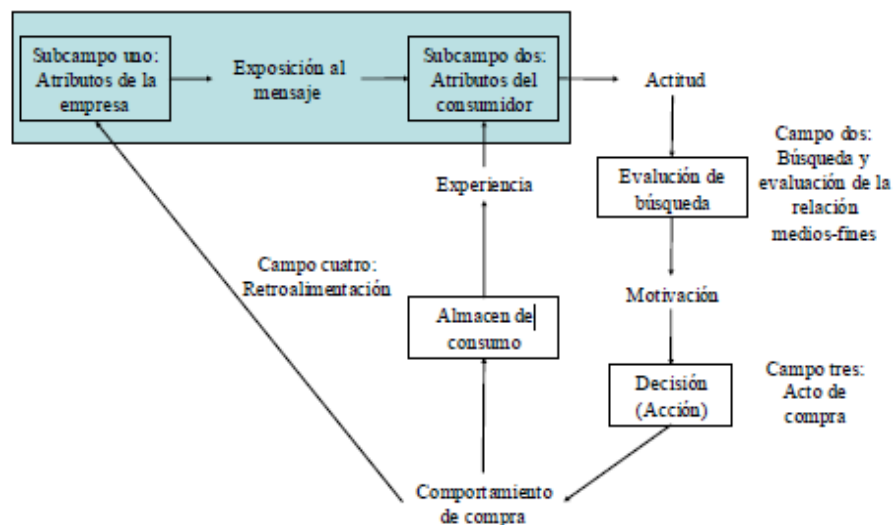 Subcampo uno:
Atributos de la
empresa
Exposición al
mensaje
Subcampo dos:
Atributos del
consumidor
Actitud
Campo dos:
Búsqueda y
evaluación de la
relación
medios-fines
Evalución de
búsqueda
Experiencia
Campo cuatro:
Retroalimentación
Motivación
Almacen de
consumo
Decisión
(Acción)
Campo tres:
Acto de
compra
Comportamiento
de compra